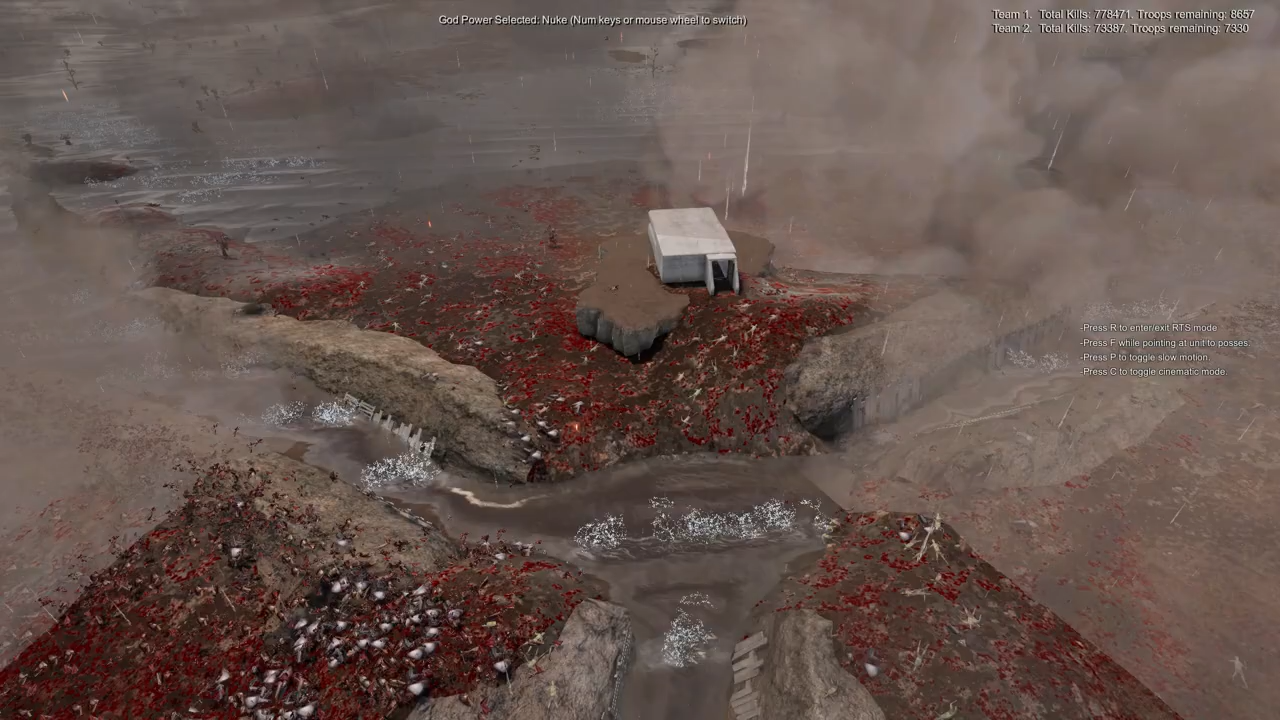 God Power Selected: Nuke (Num keys or mouse wheel to switch)
Team 1. Total Kills: 778471. Troops remaining: 8657
Team 2. Total Kills: 73387. Troops remaining: 7330
-Press R to enter/exit RTS mode
-Press F while pointing at unit to posses.
-Press P to toggle slow motion.
-Press C to toggle cinematic mode.